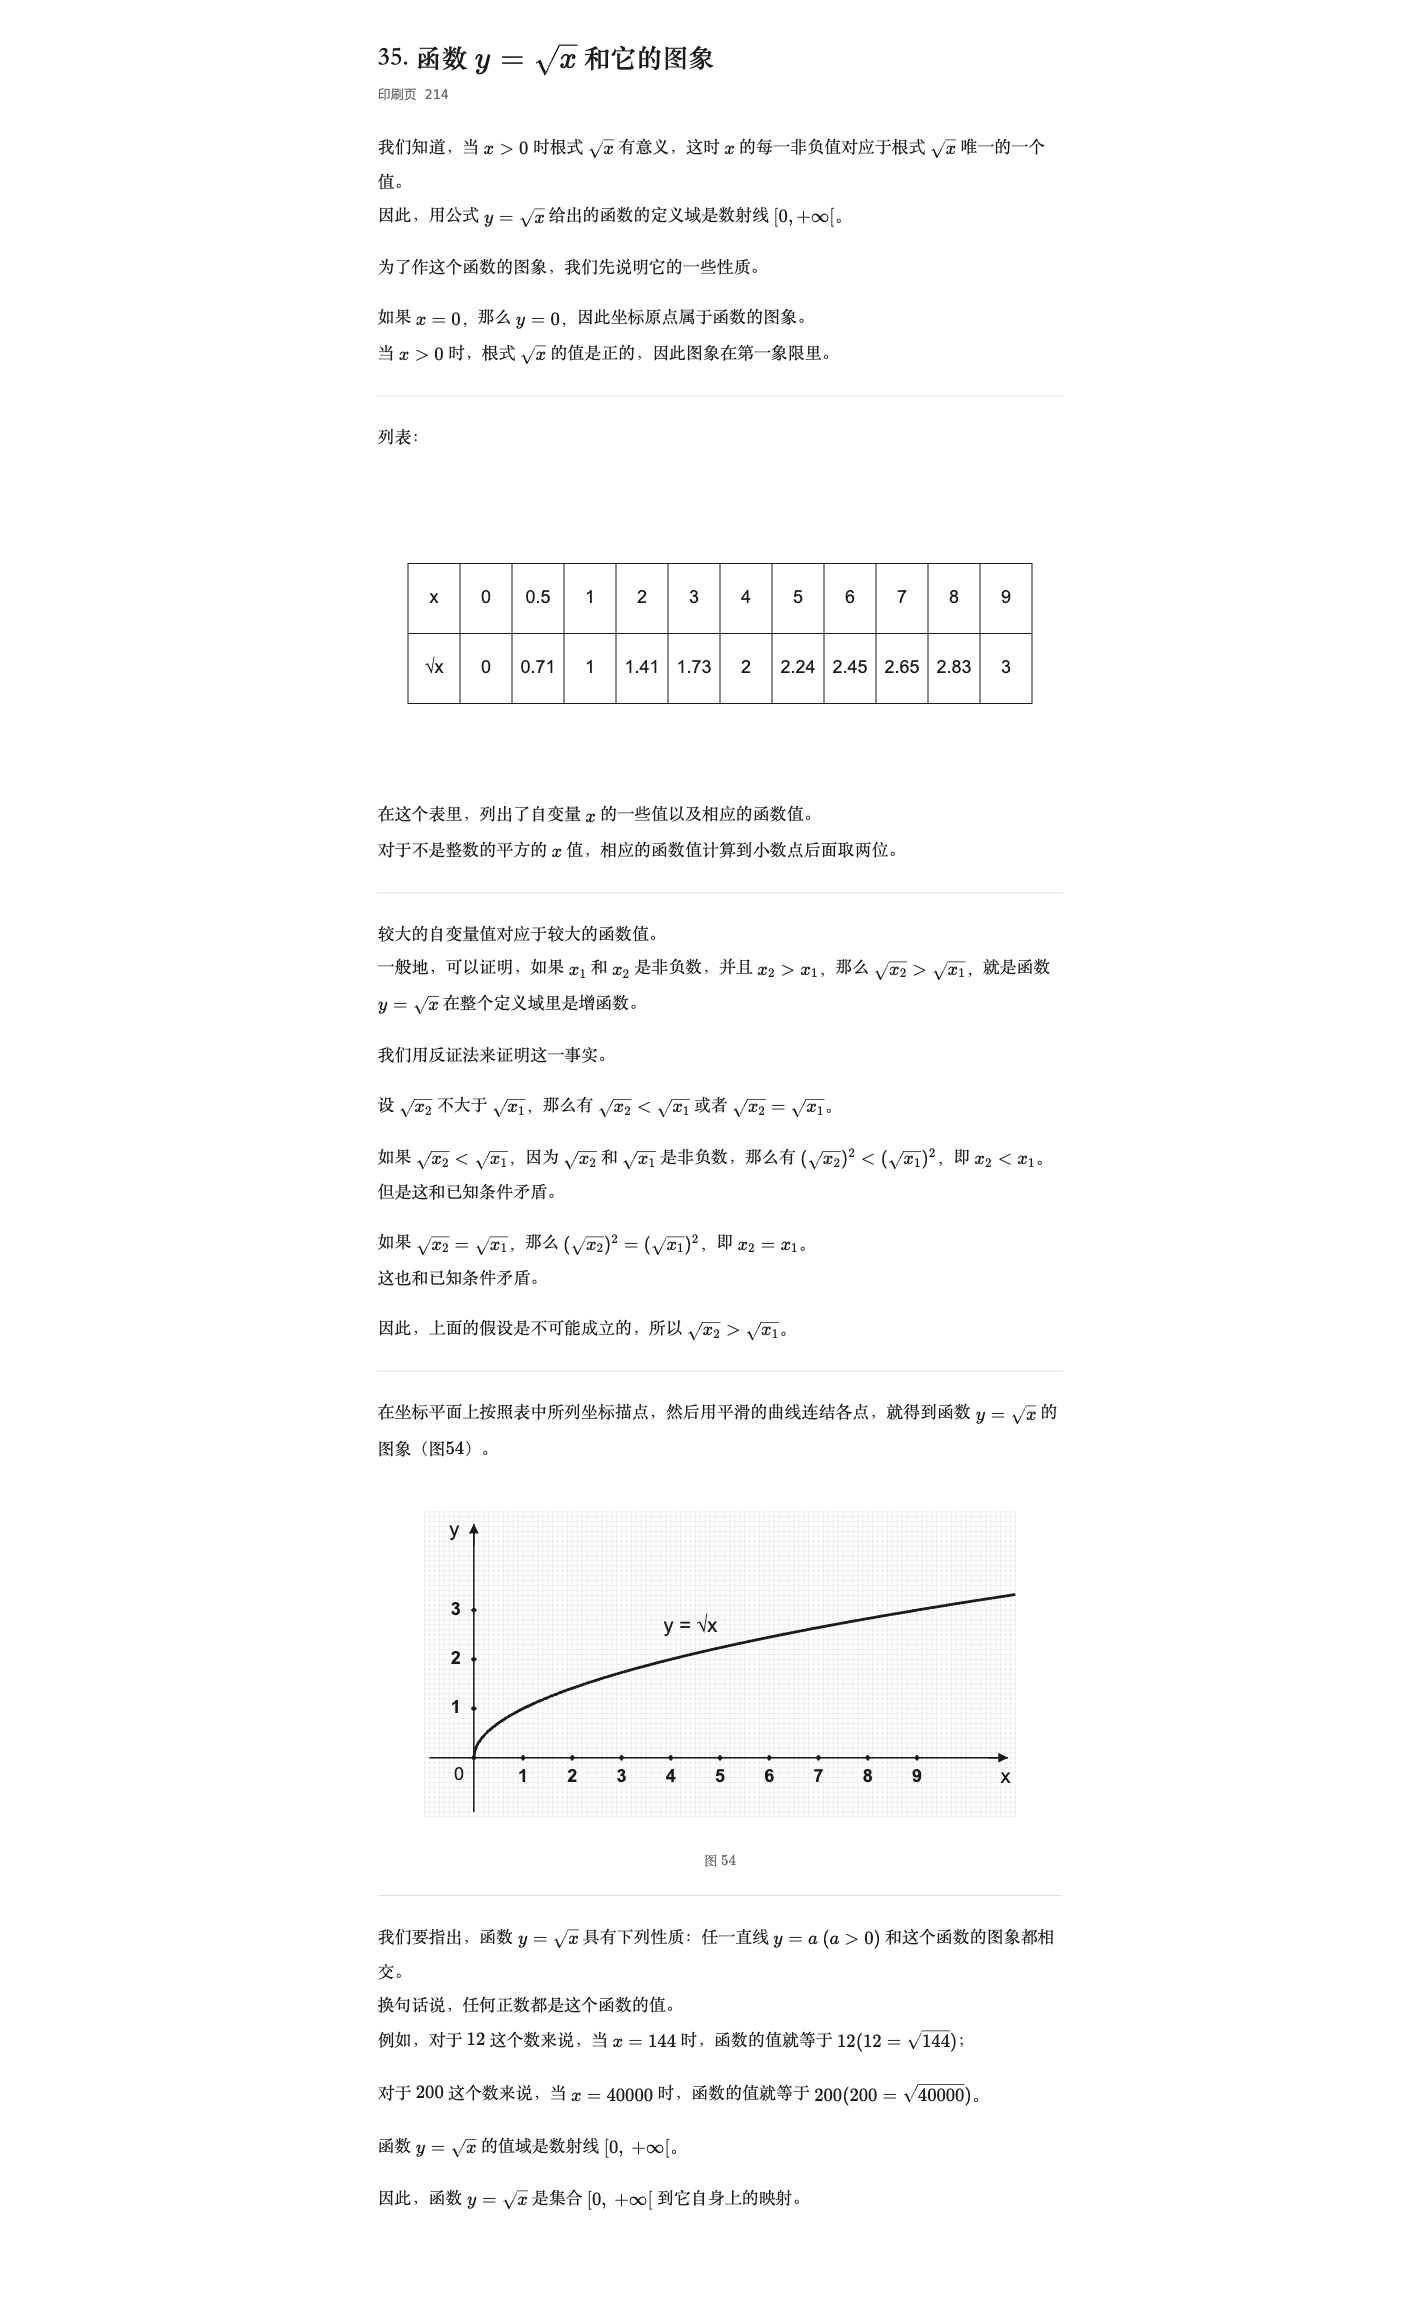 35. 函数 y = √x 和它的图象
印刷页 214
我们知道，当 x > 0 时根式 √x 有意义，这时 x 的每一非负值对应于根式 √x 唯一的一个
值。
因此，用公式 y = √x 给出的函数的定义域是数射线 [0, +∞[。
为了作这个函数的图象，我们先说明它的一些性质。
如果 x = 0，那么 y = 0，因此坐标原点属于函数的图象。
当 x > 0 时，根式 √x 的值是正的，因此图象在第一象限里。
列表：
x 0 0.5 1 2 3 4 5 6 7 8 9
√x 0 0.71 1 1.41 1.73 2 2.24 2.45 2.65 2.83 3
在这个表里，列出了自变量 x 的一些值以及相应的函数值。
对于不是整数的平方的 x 值，相应的函数值计算到小数点后面取两位。
较大的自变量值对应于较大的函数值。
一般地，可以证明，如果 x₁ 和 x₂ 是非负数，并且 x₂ > x₁，那么 √x₂ > √x₁，就是函数
y = √x 在整个定义域里是增函数。
我们用反证法来证明这一事实。
设 √x₂ 不大于 √x₁，那么有 √x₂ < √x₁ 或者 √x₂ = √x₁。
如果 √x₂ < √x₁，因为 √x₂ 和 √x₁ 是非负数，那么有 (√x₂)² < (√x₁)²，即 x₂ < x₁。
但是这和已知条件矛盾。
如果 √x₂ = √x₁，那么 (√x₂)² = (√x₁)²，即 x₂ = x₁。
这也和已知条件矛盾。
因此，上面的假设是不可能成立的，所以 √x₂ > √x₁。
在坐标平面上按照表中所列坐标描点，然后用平滑的曲线连结各点，就得到函数 y = √x 的
图象（图54）。
y
3
y = √x
2
1
0 1 2 3 4 5 6 7 8 9 x
图 54
我们要指出，函数 y = √x 具有下列性质：任一直线 y = a (a > 0) 和这个函数的图象都相
交。
换句话说，任何正数都是这个函数的值。
例如，对于 12 这个数来说，当 x = 144 时，函数的值就等于 12(12 = √144)；
对于 200 这个数来说，当 x = 40000 时，函数的值就等于 200(200 = √40000)。
函数 y = √x 的值域是数射线 [0, +∞[。
因此，函数 y = √x 是集合 [0, +∞[ 到它自身上的映射。